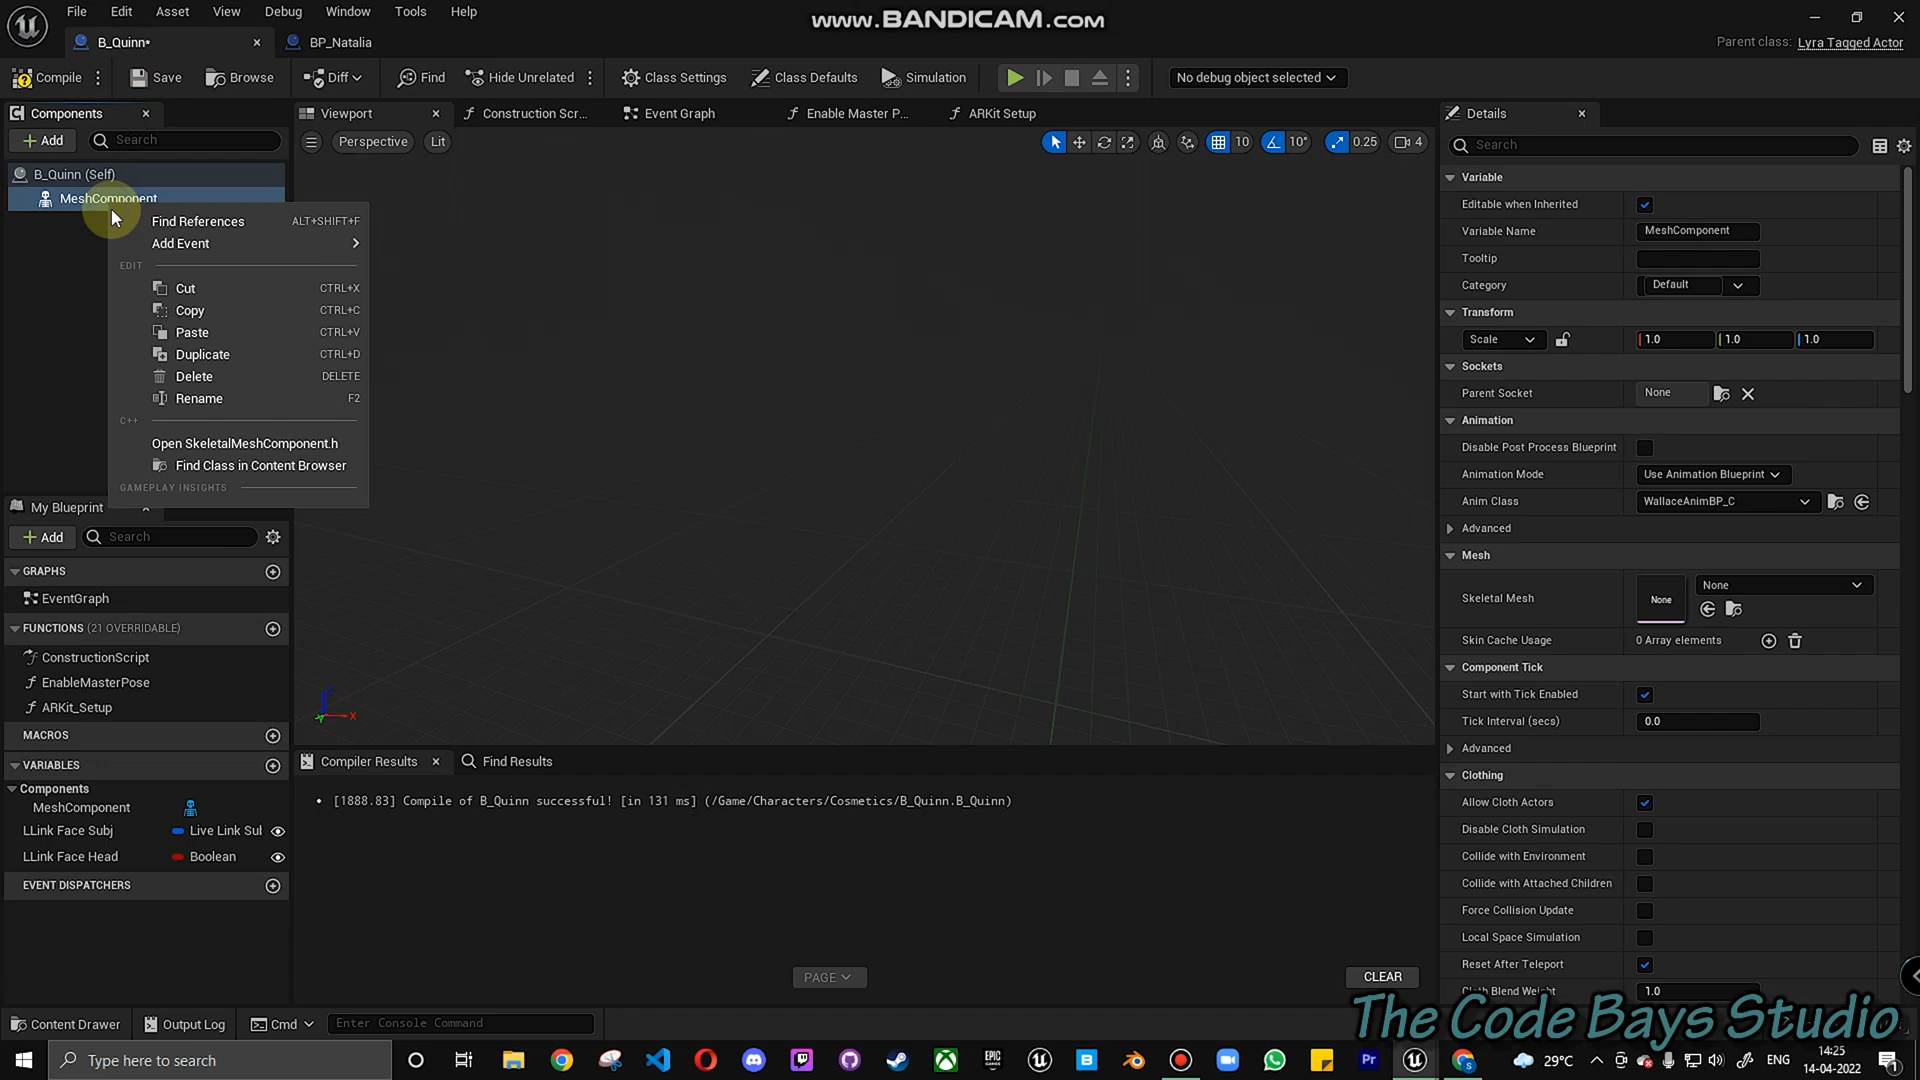 www.BANDICAM.com
File Edit Asset View Debug Window Tools Help
B_Quinn* BP_Natalia
Parent class: Lyra Tagged Actor
Compile Save Browse Diff Find Hide Unrelated Class Settings Class Defaults Simulation No debug object selected
Components Viewport Construction Scr... Event Graph Enable Master P... ARKit Setup Details
Add Search Perspective Lit 10 10° 0.25 4 Search
B_Quinn (Self)
MeshComponent
Find References ALT+SHIFT+F
Add Event
EDIT
Cut CTRL+X
Copy CTRL+C
Paste CTRL+V
Duplicate CTRL+D
Delete DELETE
Rename F2
C++
Open SkeletalMeshComponent.h
Find Class in Content Browser
GAMEPLAY INSIGHTS
My Blueprint
Add Search
GRAPHS
EventGraph
FUNCTIONS (21 OVERRIDABLE)
ConstructionScript
EnableMasterPose
ARKit_Setup
MACROS
VARIABLES
Components
MeshComponent
LLink Face Subj Live Link Sul
LLink Face Head Boolean
EVENT DISPATCHERS
X
Compiler Results Find Results
• [1888.83] Compile of B_Quinn successful! [in 131 ms] (/Game/Characters/Cosmetics/B_Quinn.B_Quinn)
PAGE CLEAR
Variable
Editable when Inherited
Variable Name MeshComponent
Tooltip
Category Default
Transform
Scale 1.0 1.0 1.0
Sockets
Parent Socket None
Animation
Disable Post Process Blueprint
Animation Mode Use Animation Blueprint
Anim Class WallaceAnimBP_C
Advanced
Mesh
Skeletal Mesh None None
Skin Cache Usage 0 Array elements
Component Tick
Start with Tick Enabled
Tick Interval (secs) 0.0
Advanced
Clothing
Allow Cloth Actors
Disable Cloth Simulation
Collide with Environment
Collide with Attached Children
Force Collision Update
Local Space Simulation
Reset After Teleport
Cloth Blend Weight 1.0
The Code Bays Studio
Content Drawer Output Log Cmd Enter Console Command
Type here to search
29°C ENG 14:25
14-04-2022